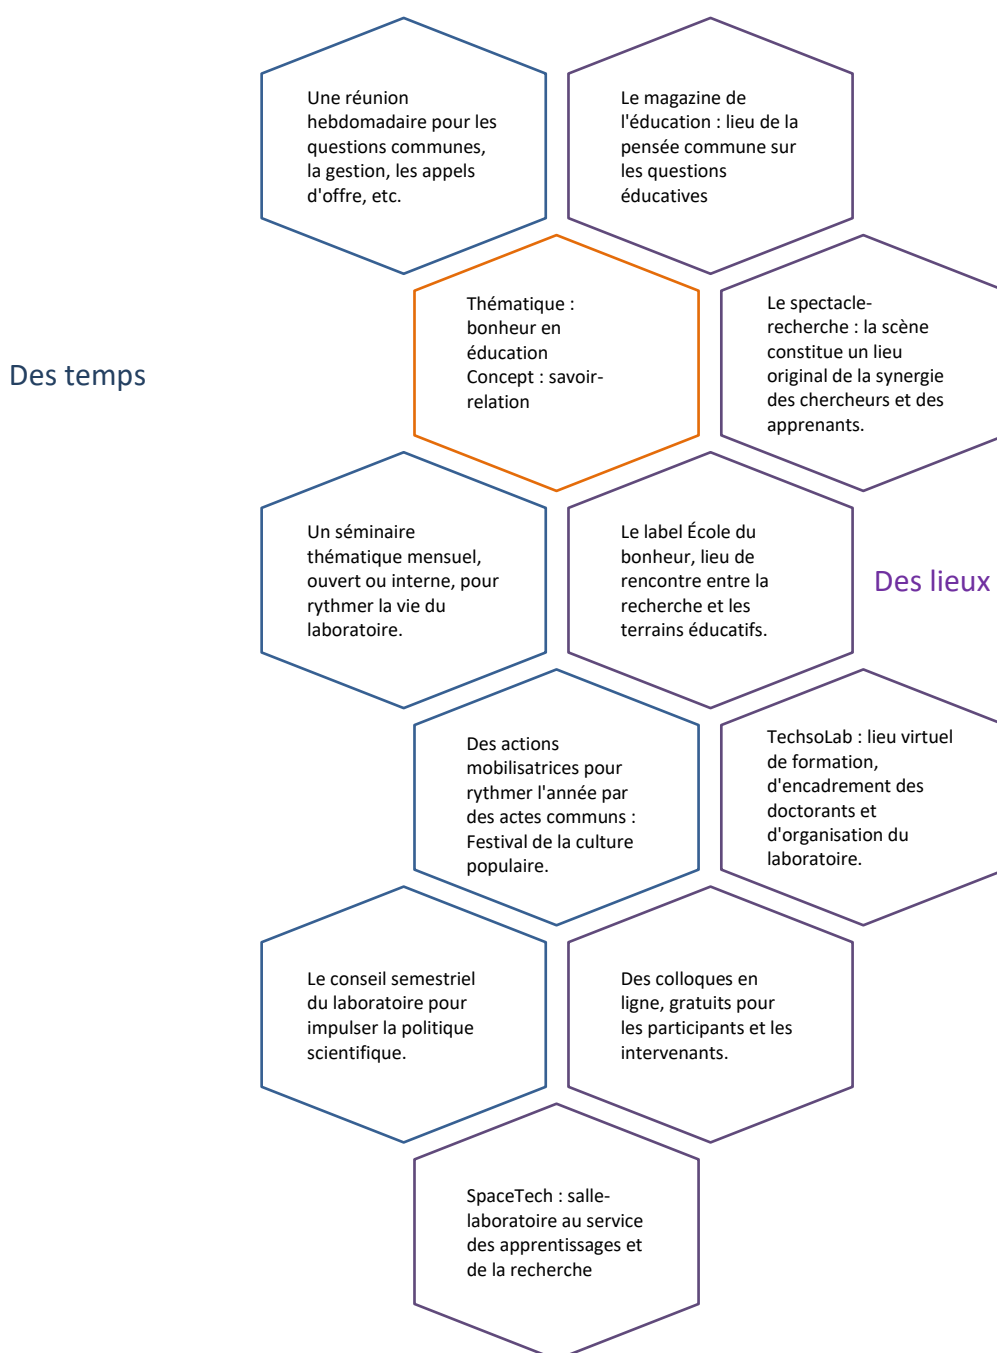 Une réunion
hebdomadaire pour les
questions communes,
la gestion, les appels
d'offre, etc.
Le magazine de
l'éducation : lieu de la
pensée commune sur
les questions
éducatives
Des temps
Thématique :
bonheur en
éducation
Concept : savoir-
relation
Le spectacle-
recherche : la scène
constitue un lieu
original de la synergie
des chercheurs et des
apprenants.
Un séminaire
thématique mensuel,
ouvert ou interne, pour
rythmer la vie du
laboratoire.
Le label École du
bonheur, lieu de
rencontre entre la
recherche et les
terrains éducatifs.
Des lieux
Des actions
mobilisatrices pour
rythmer l'année par
des actes communs :
Festival de la culture
populaire.
TechsoLab : lieu virtuel
de formation,
d'encadrement des
doctorants et
d'organisation du
laboratoire.
Le conseil semestriel
du laboratoire pour
impulser la politique
scientifique.
Des colloques en
ligne, gratuits pour
les participants et les
intervenants.
SpaceTech : salle-
laboratoire au service
des apprentissages et
de la recherche